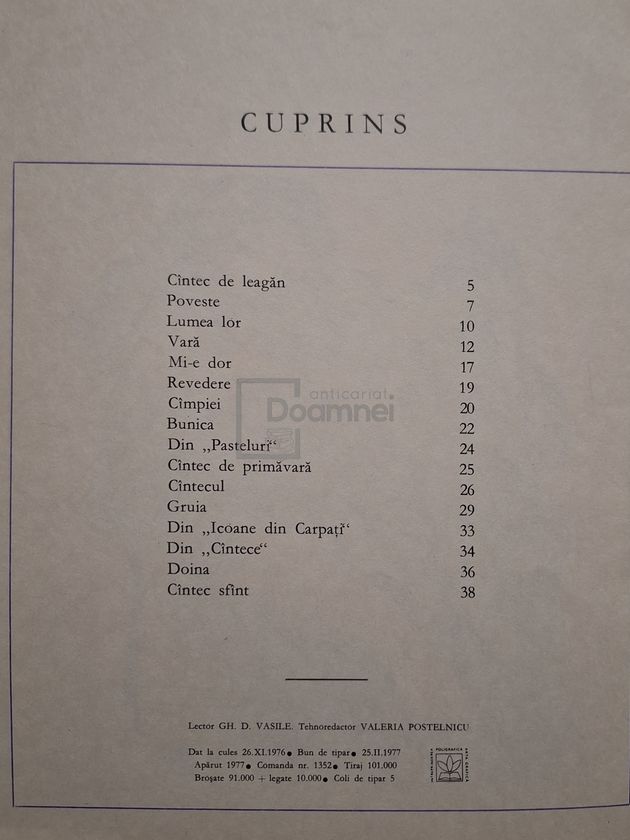 CUPRINS
Cîntec de leagăn 5
Poveste 7
Lumea lor 10
Vară 12
Mi-e dor 17
Revedere 19
anticariat
Doamnei
Cîmpiei 20
Bunica 22
Din „Pasteluri“ 24
Cîntec de primăvară 25
Cîntecul 26
Gruia 29
Din „Icoane din Carpați“ 33
Din „Cîntece“ 34
Doina 36
Cîntec sfînt 38
Lector GH. D. VASILE. Tehnoredactor VALERIA POSTELNICU
Dat la cules 26.XI.1976● Bun de tipar● 25.II.1977
Apărut 1977● Comanda nr. 1352● Tiraj 101.000
Broșate 91.000 + legate 10.000● Coli de tipar 5
POLIGRAFICA